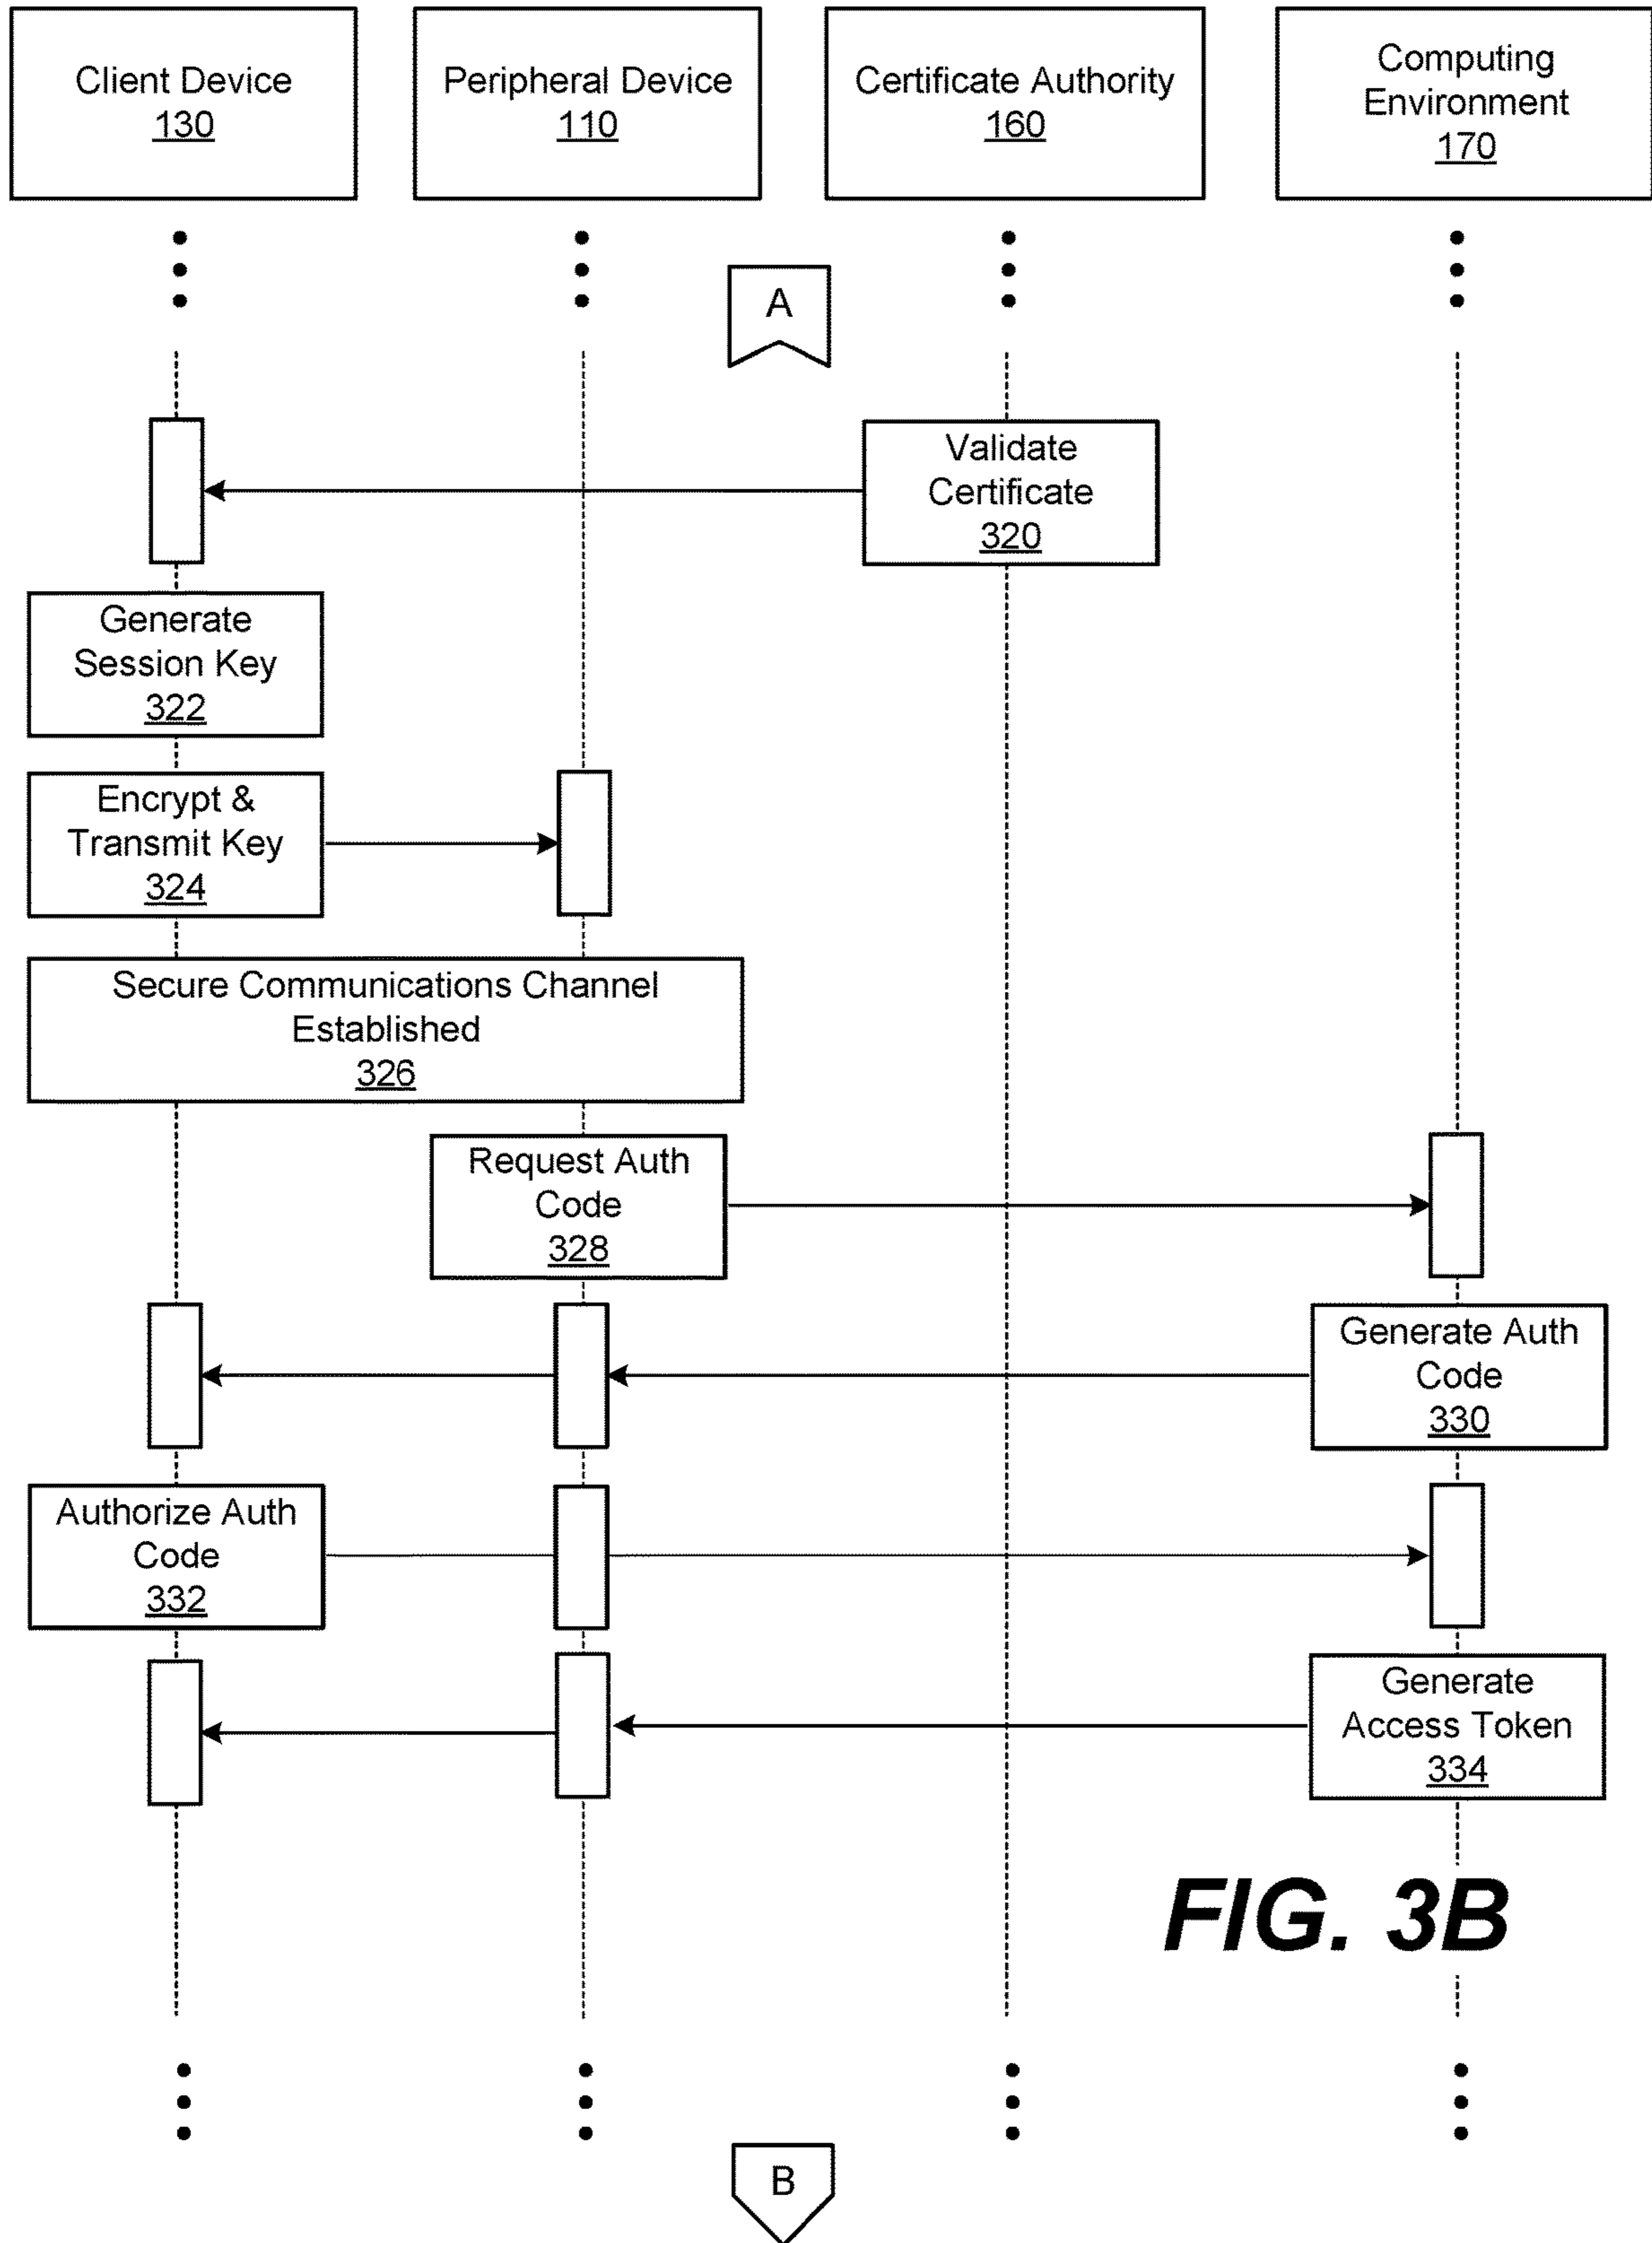 Client Device
130
Peripheral Device
110
Certificate Authority
160
Computing
Environment
170
A
Validate
Certificate
320
Generate
Session Key
322
Encrypt &
Transmit Key
324
Secure Communications Channel
Established
326
Request Auth
Code
328
Generate Auth
Code
330
Authorize Auth
Code
332
Generate
Access Token
334
FIG. 3B
B